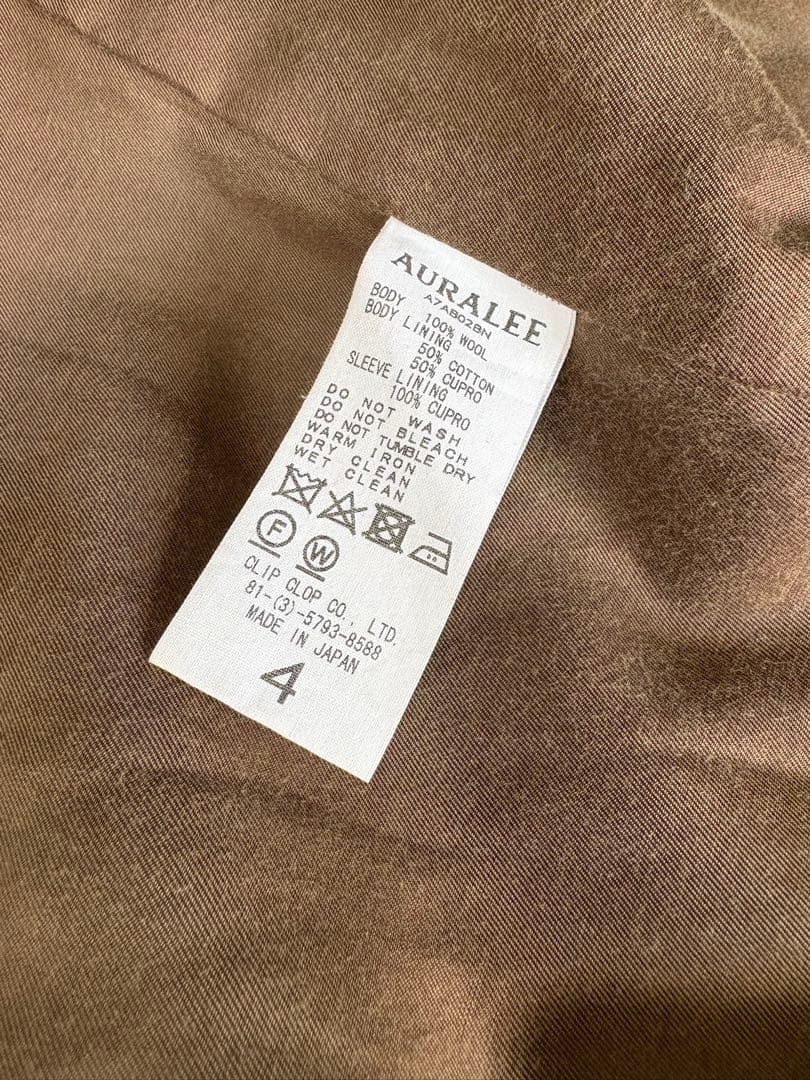 AURALEE
A7AB02BN
BODY
100% WOOL
BODY LINING
50% COTTON
50% CUPRO
SLEEVE LINING
100% CUPRO
DO NOT WASH
DO NOT BLEACH
DO NOT TUMBLE DRY
WARM IRON
DRY CLEAN
WET CLEAN
F W
CLIP CLOP CO., LTD.
81-(3)-5793-8588
MADE IN JAPAN
4